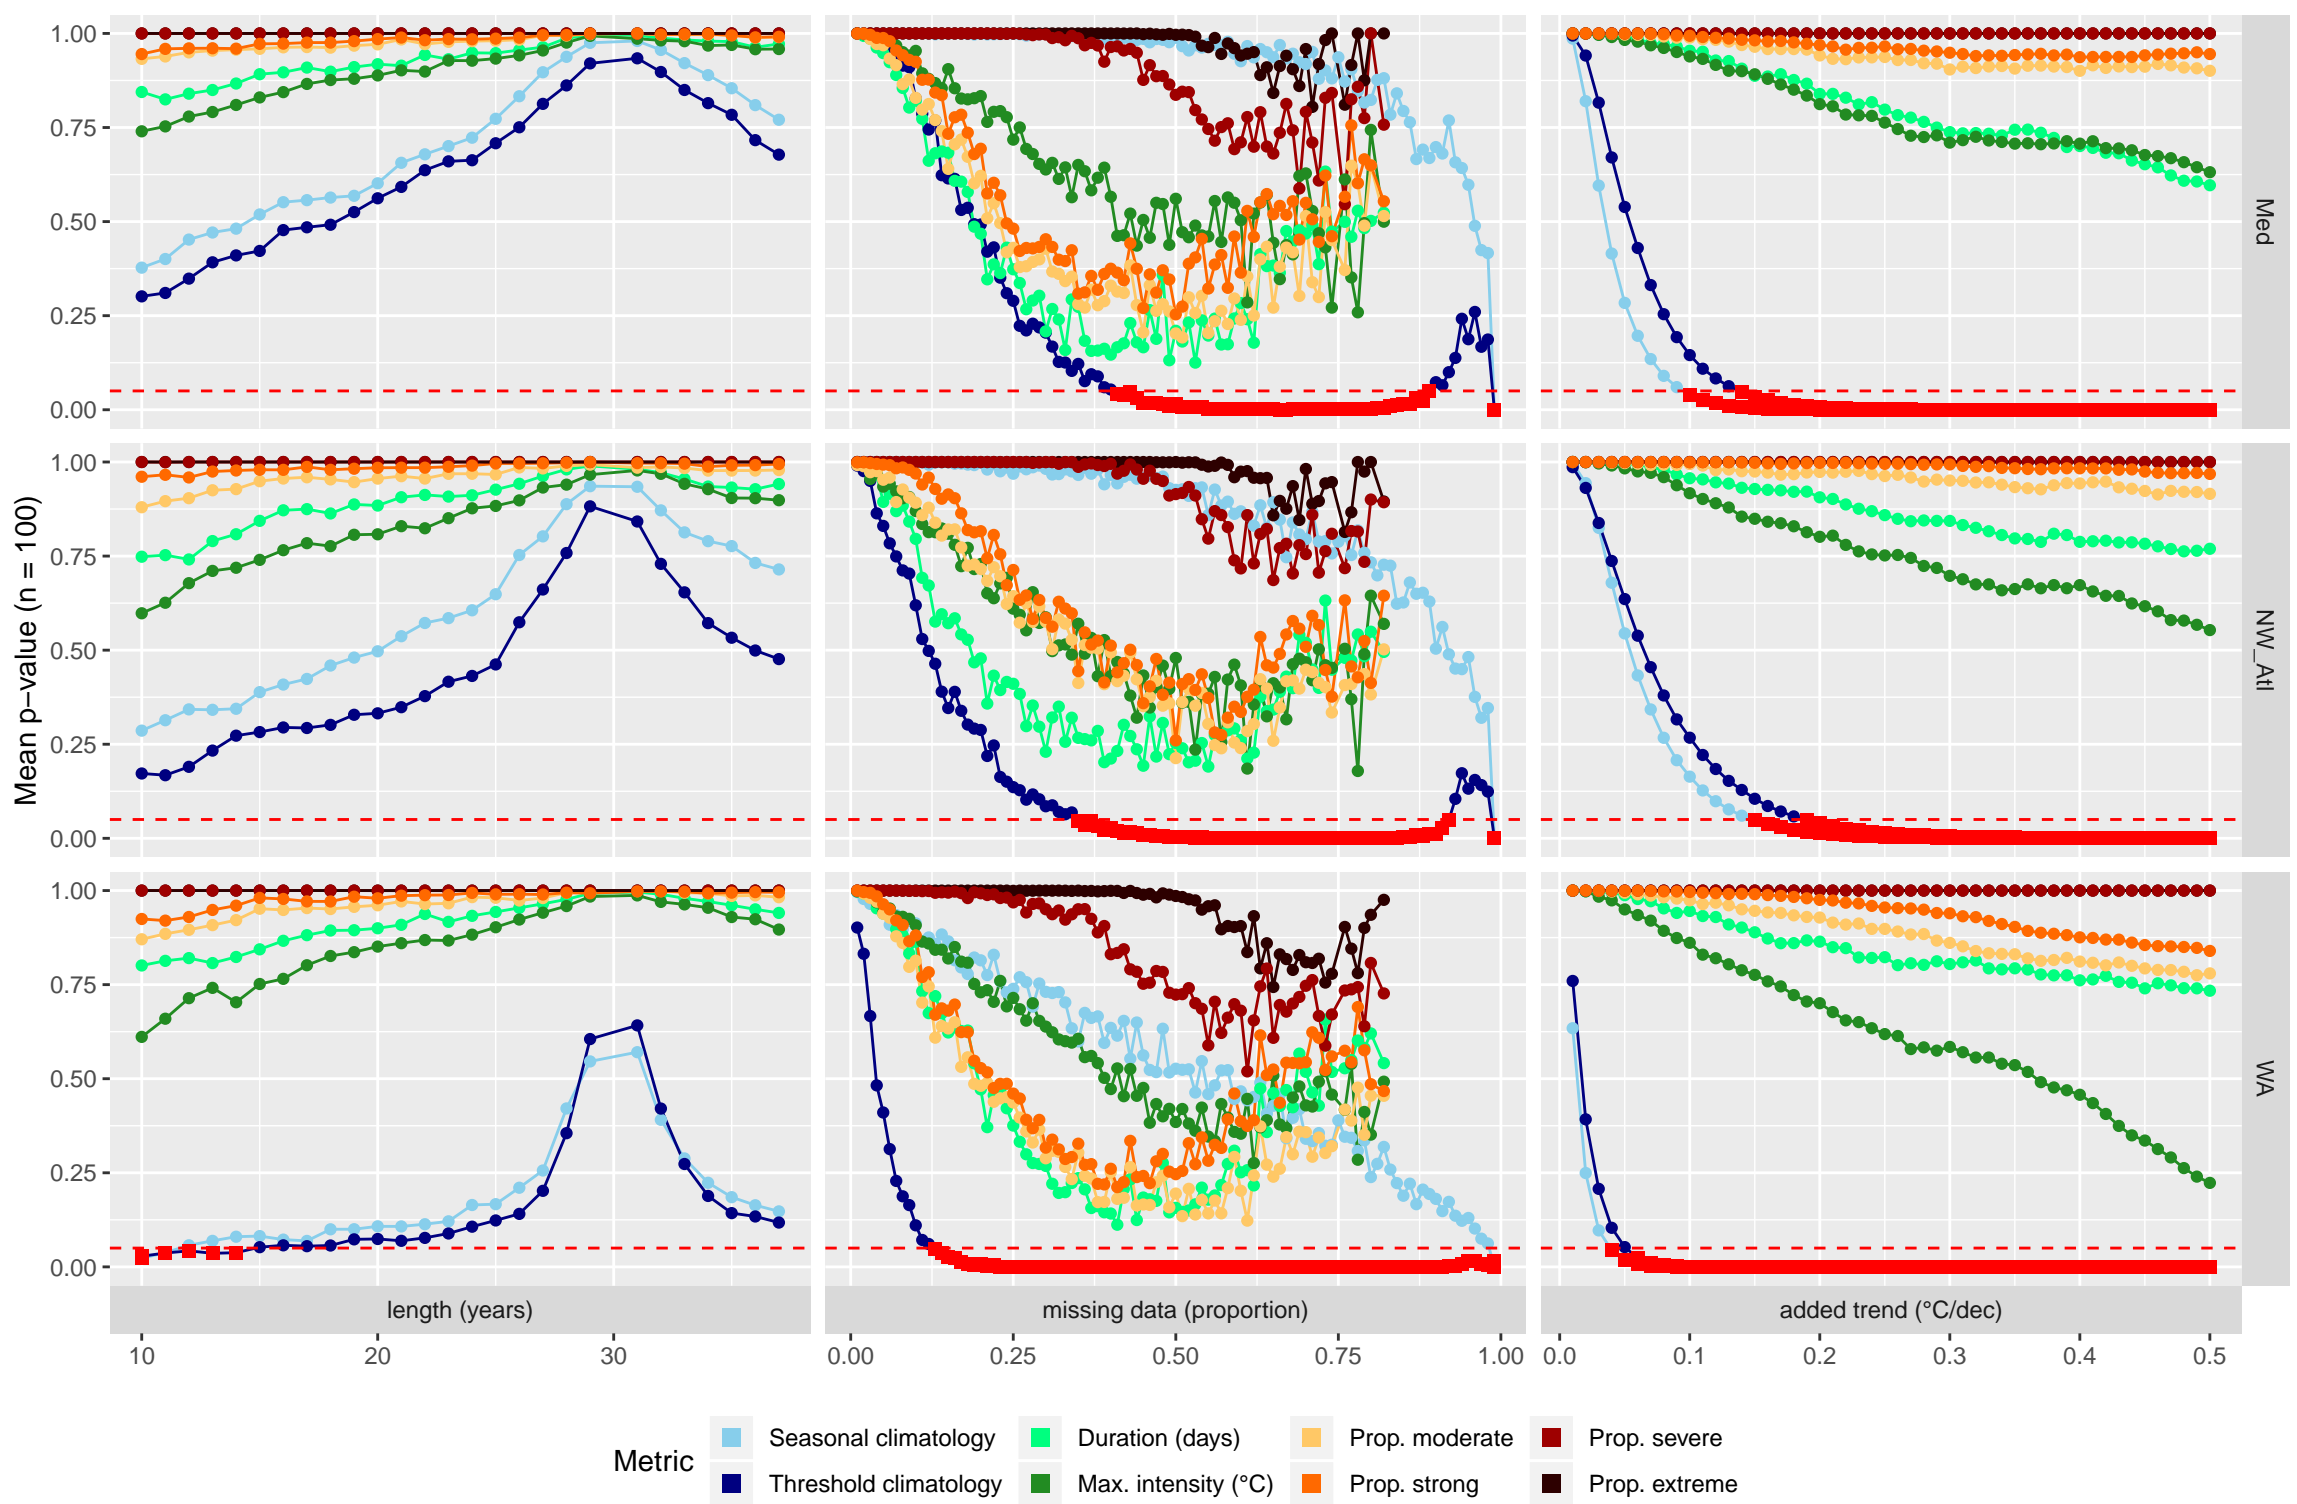 Mean p−value (n = 100)
1.00
0.75
0.50
0.25
0.00
Med
1.00
0.75
0.50
0.25
0.00
NW_Atl
1.00
0.75
0.50
0.25
0.00
WA
length (years)
missing data (proportion)
added trend (°C/dec)
10 20 30
0.00 0.25 0.50 0.75 1.00
0.0 0.1 0.2 0.3 0.4 0.5
Metric
Seasonal climatology Duration (days) Prop. moderate Prop. severe
Threshold climatology Max. intensity (°C) Prop. strong Prop. extreme